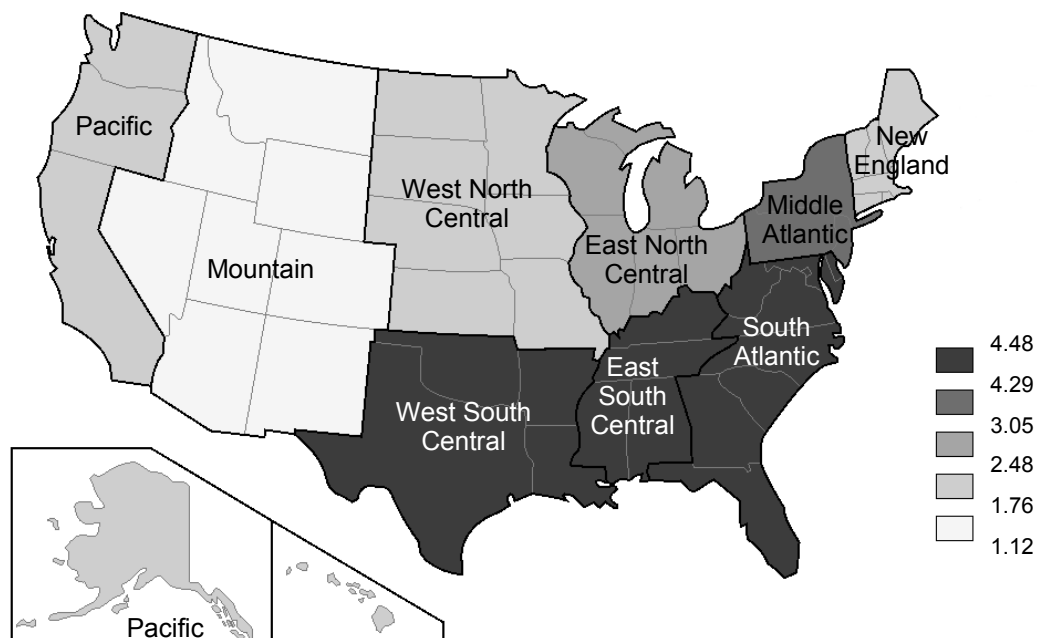 New
England
Pacific
West North
Central
Middle
Atlantic
East North
Central
Mountain
South
Atlantic
East
South
Central
West South
Central
4.48
4.29
3.05
2.48
1.76
1.12
Pacific